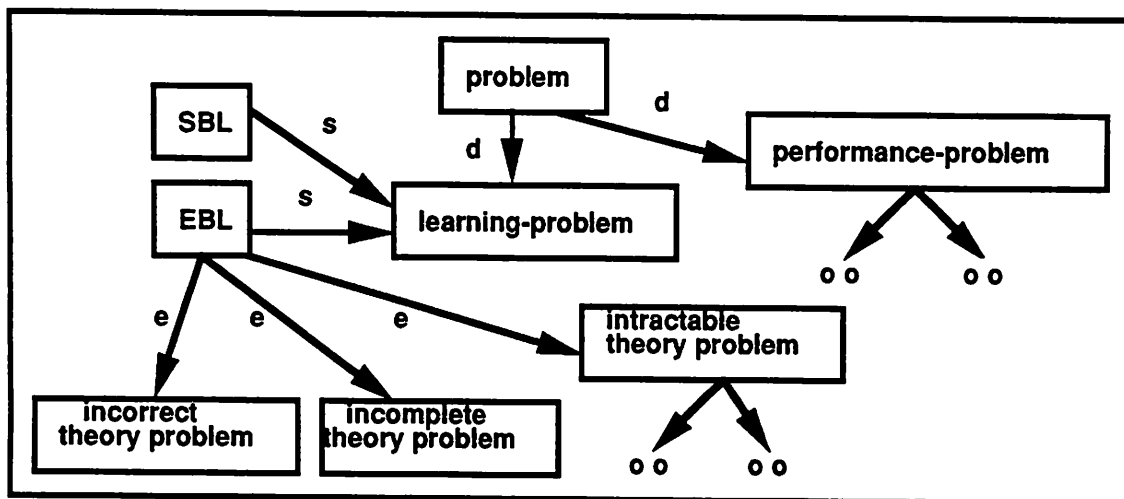 problem
SBL
s
d
d
performance-problem
EBL
s
learning-problem
o o
o o
e
e
e
intractable
theory problem
incorrect
theory problem
incomplete
theory problem
o o
o o